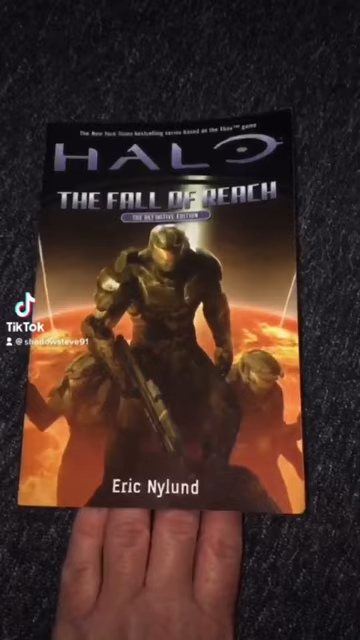 The New York Times bestselling series based on the Xbox™ game
HALO
THE FALL OF REACH
THE DEFINITIVE EDITION
TikTok
@shadowsteve91
Eric Nylund